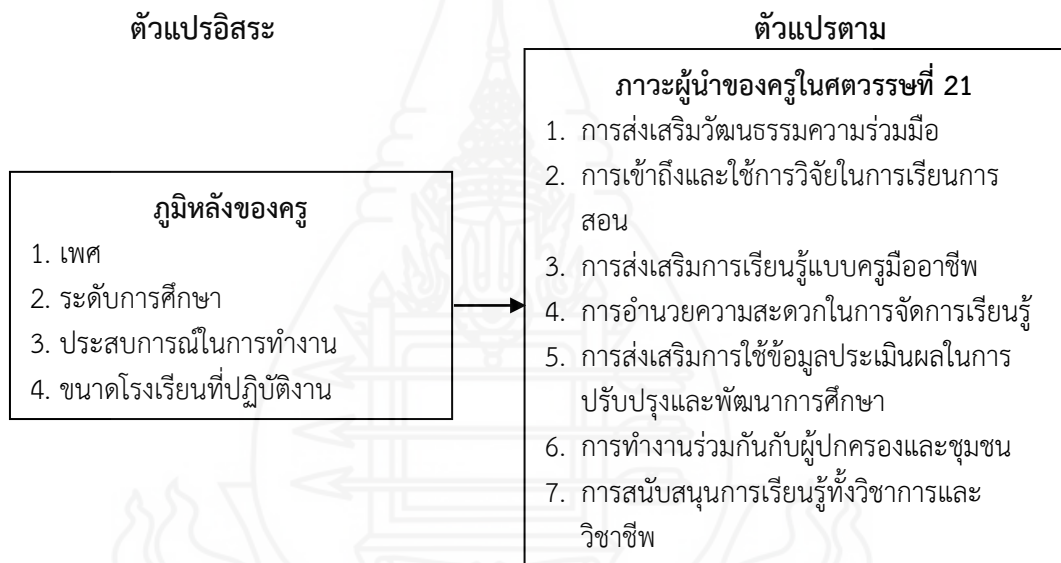 ตัวแปรอิสระ
ตัวแปรตาม
ภูมิหลังของครู
1. เพศ
2. ระดับการศึกษา
3. ประสบการณ์ในการทำงาน
4. ขนาดโรงเรียนที่ปฏิบัติงาน
ภาวะผู้นำของครูในศตวรรษที่ 21
1. การส่งเสริมวัฒนธรรมความร่วมมือ
2. การเข้าถึงและใช้การวิจัยในการเรียนการ
สอน
3. การส่งเสริมการเรียนรู้แบบครูมืออาชีพ
4. การอำนวยความสะดวกในการจัดการเรียนรู้
5. การส่งเสริมการใช้ข้อมูลประเมินผลในการ
ปรับปรุงและพัฒนาการศึกษา
6. การทำงานร่วมกันกับผู้ปกครองและชุมชน
7. การสนับสนุนการเรียนรู้ทั้งวิชาการและ
วิชาชีพ